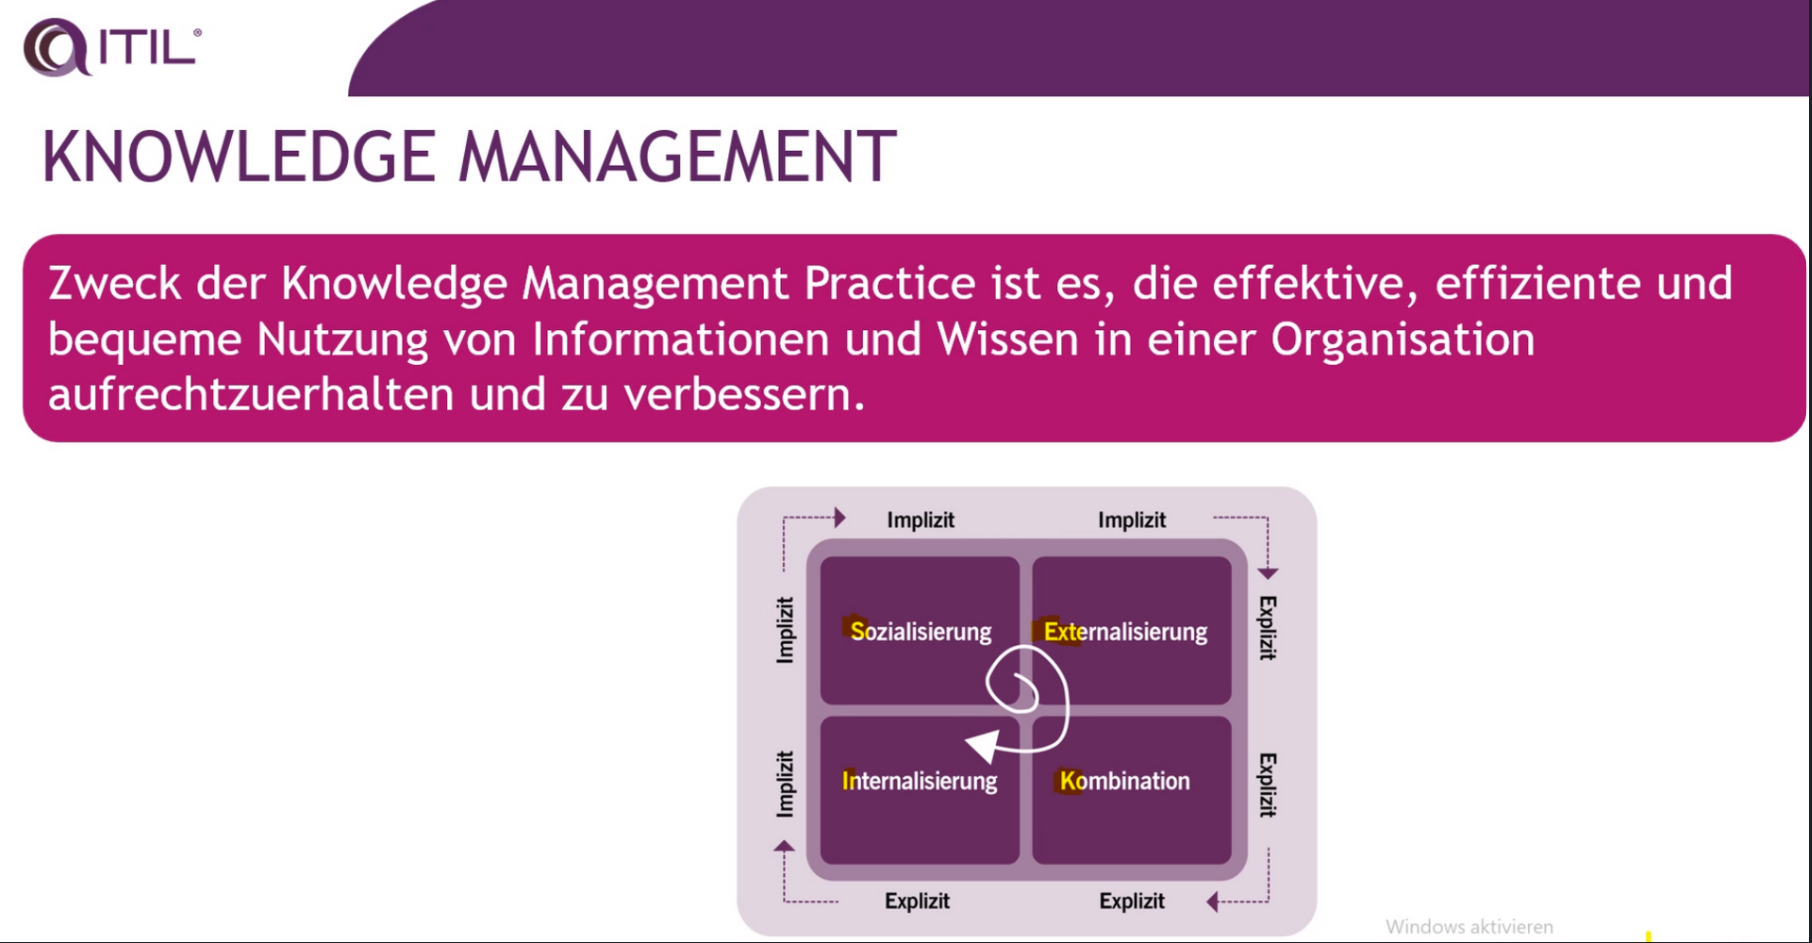 ITIL®
KNOWLEDGE MANAGEMENT
Zweck der Knowledge Management Practice ist es, die effektive, effiziente und
bequeme Nutzung von Informationen und Wissen in einer Organisation
aufrechtzuerhalten und zu verbessern.
Implizit Implizit
Implizit
Sozialisierung Externalisierung
Explizit
Implizit
Internalisierung Kombination
Explizit
Explizit Explizit
Windows aktivieren